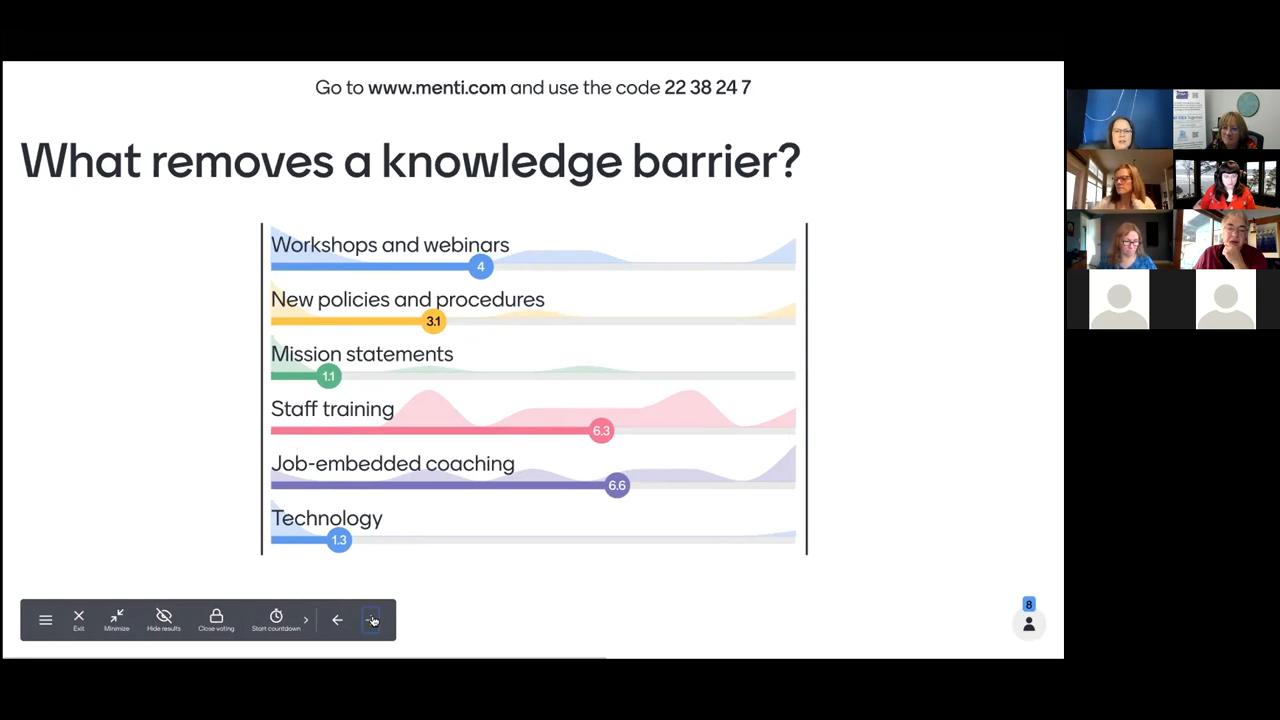 Go to www.menti.com and use the code 22 38 24 7
What removes a knowledge barrier?
Workshops and webinars
4
New policies and procedures
3.1
Mission statements
1.1
Staff training
6.3
Job-embedded coaching
6.6
Technology
1.3
Exit
Minimize
Hide results
Close voting
Start countdown
8